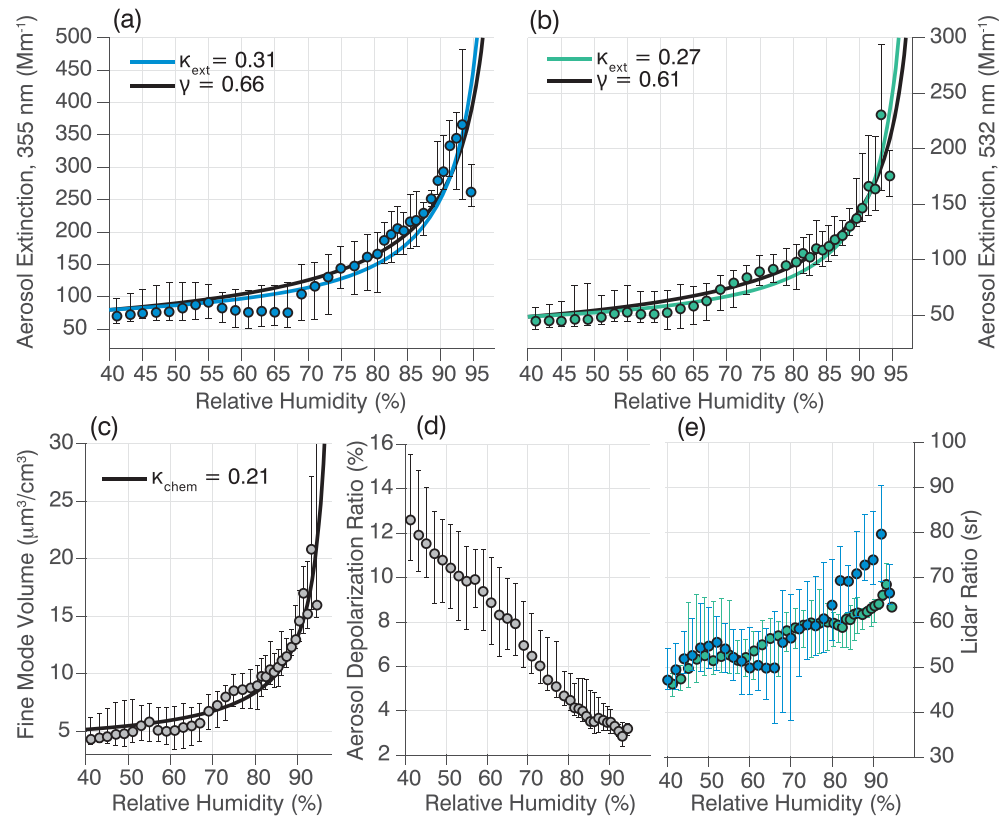 (a)
κext = 0.31
γ = 0.66
Aerosol Extinction, 355 nm (Mm⁻¹)
500
450
400
350
300
250
200
150
100
50
40 45 50 55 60 65 70 75 80 85 90 95
Relative Humidity (%)
(b)
κext = 0.27
γ = 0.61
300
250
200
150
100
50
Aerosol Extinction, 532 nm (Mm⁻¹)
40 45 50 55 60 65 70 75 80 85 90 95
Relative Humidity (%)
(c)
κchem = 0.21
Fine Mode Volume (μm³/cm³)
30
20
15
10
5
40 50 60 70 80 90
Relative Humidity (%)
(d)
Aerosol Depolarization Ratio (%)
16
14
12
10
8
6
4
2
40 50 60 70 80 90
Relative Humidity (%)
(e)
100
90
80
70
60
50
40
30
Lidar Ratio (sr)
40 50 60 70 80 90
Relative Humidity (%)